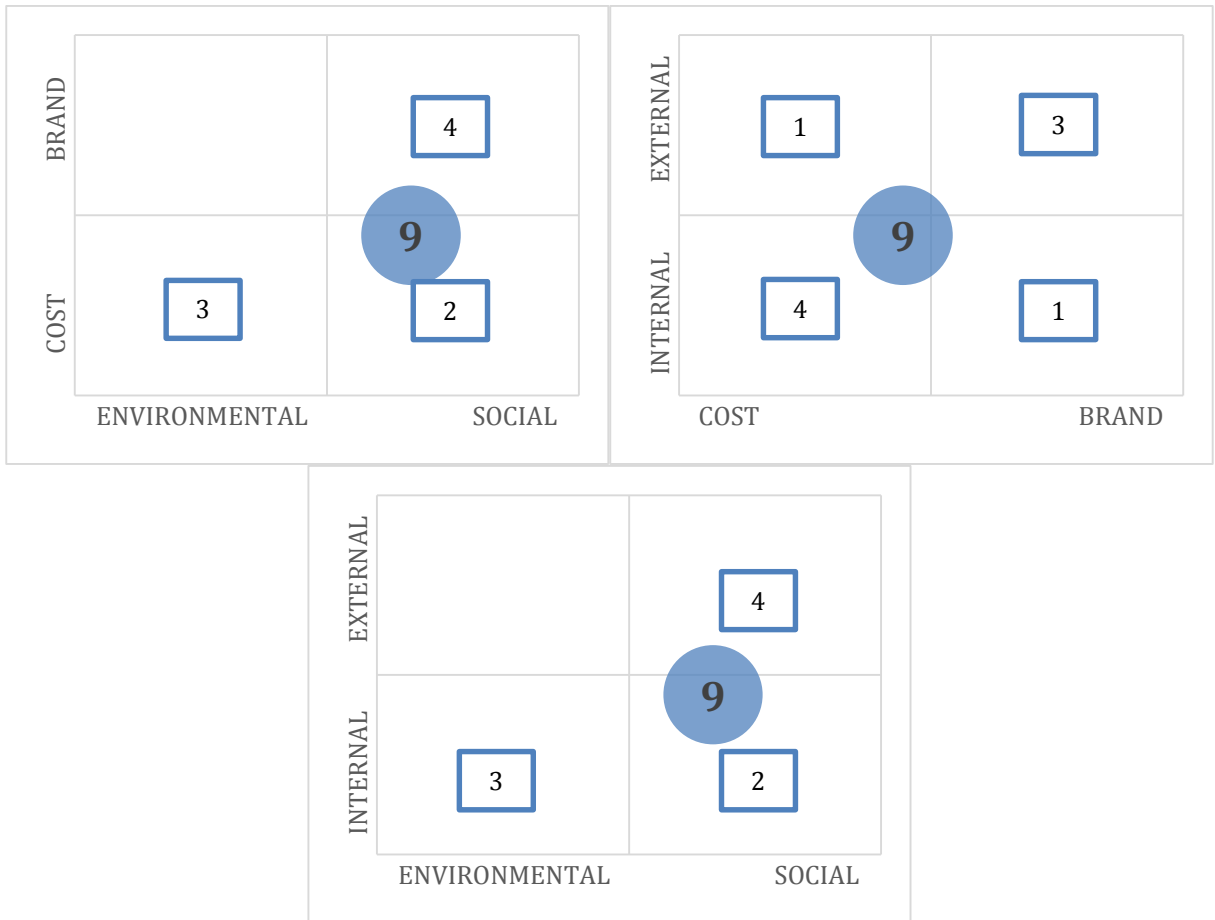 BRAND
4
9
COST
3
2
ENVIRONMENTAL
SOCIAL
EXTERNAL
1
3
9
INTERNAL
4
1
COST
BRAND
EXTERNAL
4
9
INTERNAL
3
2
ENVIRONMENTAL
SOCIAL